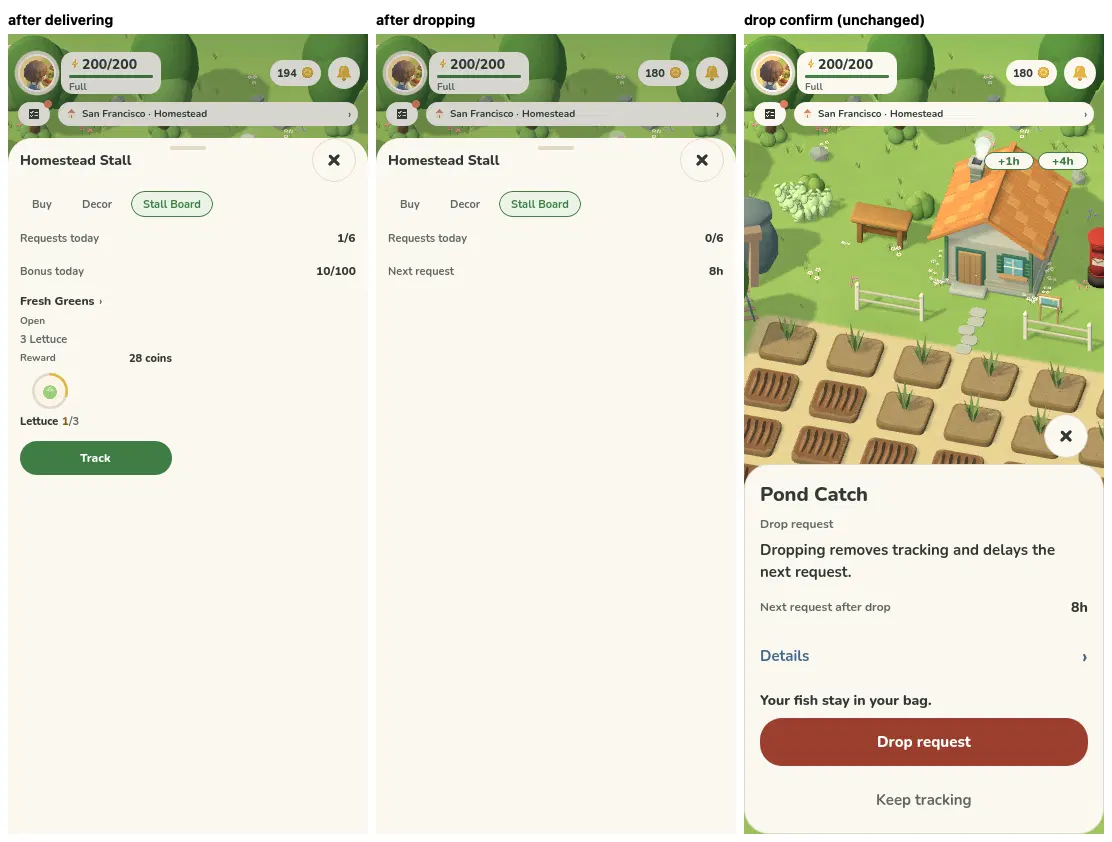 after delivering
200/200
Full
194
San Francisco · Homestead ›
Homestead Stall
Buy Decor Stall Board
Requests today 1/6
Bonus today 10/100
Fresh Greens ›
Open
3 Lettuce
Reward 28 coins
Lettuce 1/3
Track
after dropping
200/200
Full
180
San Francisco · Homestead ›
Homestead Stall
Buy Decor Stall Board
Requests today 0/6
Next request 8h
drop confirm (unchanged)
200/200
Full
180
San Francisco · Homestead ›
+1h +4h
Pond Catch
Drop request
Dropping removes tracking and delays the
next request.
Next request after drop 8h
Details ›
Your fish stay in your bag.
Drop request
Keep tracking